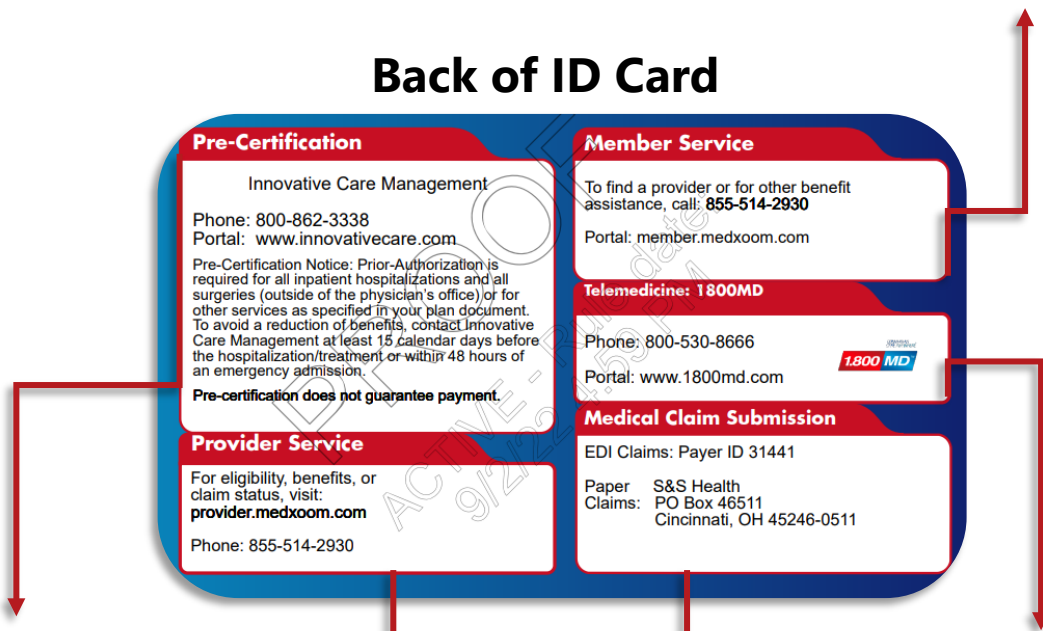 Back of ID Card
Pre-Certification
Innovative Care Management
Phone: 800-862-3338
Portal: www.innovativecare.com
Pre-Certification Notice: Prior-Authorization is
required for all inpatient hospitalizations and all
surgeries (outside of the physician's office) or for
other services as specified in your plan document.
To avoid a reduction of benefits, contact Innovative
Care Management at least 15 calendar days before
the hospitalization/treatment or within 48 hours of
an emergency admission.
Pre-certification does not guarantee payment.
Provider Service
For eligibility, benefits, or
claim status, visit:
provider.medxoom.com
Phone: 855-514-2930
Member Service
To find a provider or for other benefit
assistance, call: 855-514-2930
Portal: member.medxoom.com
Telemedicine: 1800MD
Phone: 800-530-8666
Portal: www.1800md.com
1.800 MD
Medical Claim Submission
EDI Claims: Payer ID 31441
Paper S&S Health
Claims: PO Box 46511
Cincinnati, OH 45246-0511
PROOF
ACTIVE - Rule date:
9/2/22 4:59 PM